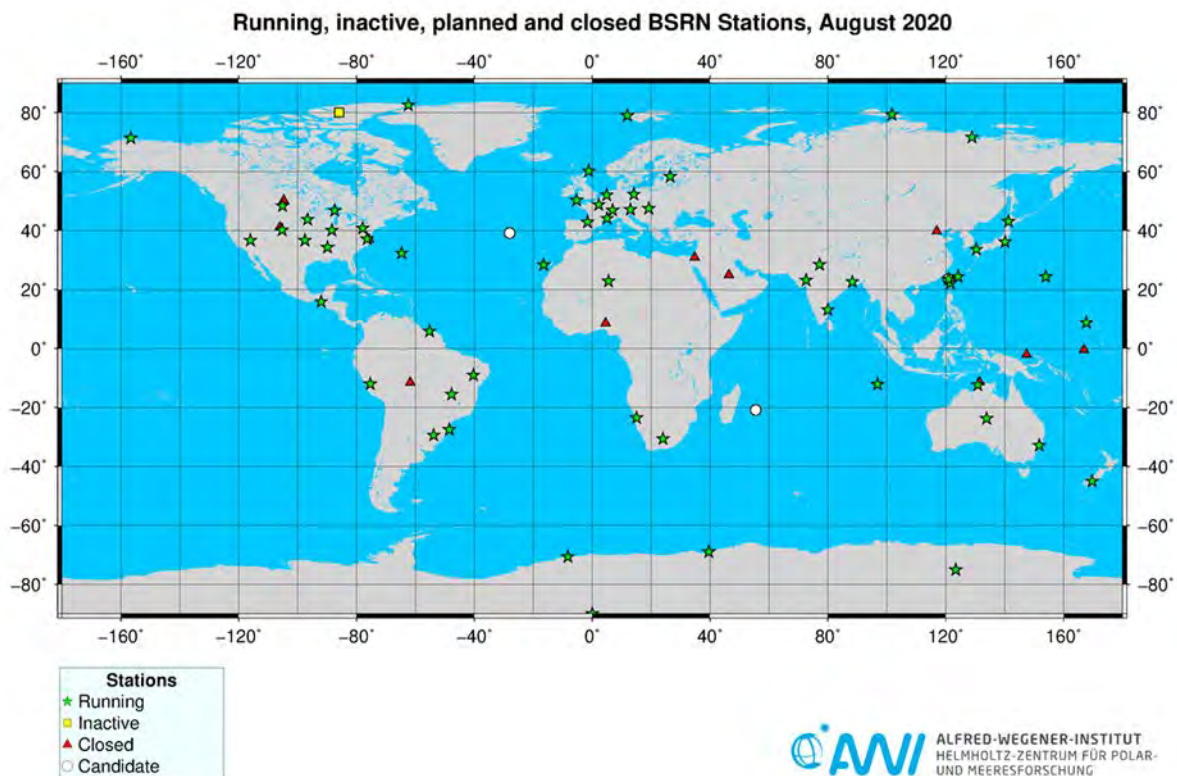 Running, inactive, planned and closed BSRN Stations, August 2020
−160˚ −120˚ −80˚ −40˚ 0˚ 40˚ 80˚ 120˚ 160˚
80˚ 80˚
60˚ 60˚
40˚ 40˚
20˚ 20˚
0˚ 0˚
−20˚ −20˚
−40˚ −40˚
−60˚ −60˚
−80˚ −80˚
−160˚ −120˚ −80˚ −40˚ 0˚ 40˚ 80˚ 120˚ 160˚
Stations
Running
Inactive
Closed
Candidate
AWI
ALFRED-WEGENER-INSTITUT
HELMHOLTZ-ZENTRUM FÜR POLAR-
UND MEERESFORSCHUNG